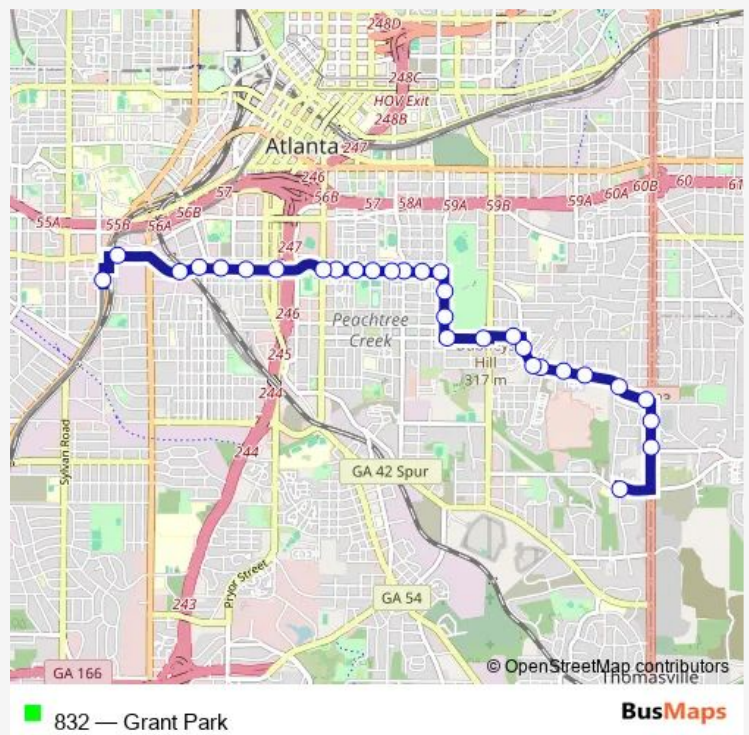 248D
248C
HOV Exit
248B
Atlanta
247
246
60B
60
61
57
56B
57
58A
59A
59B
59A
60A
55A
55B
56A
56B
247
246
Peachtree
Creek
Hill
317 m
245
244
Sylvan Road
244
GA 42 Spur
Pryor Street
243
GA 54
GA 166
© OpenStreetMap contributors
Thomasville
832 — Grant Park
BusMaps